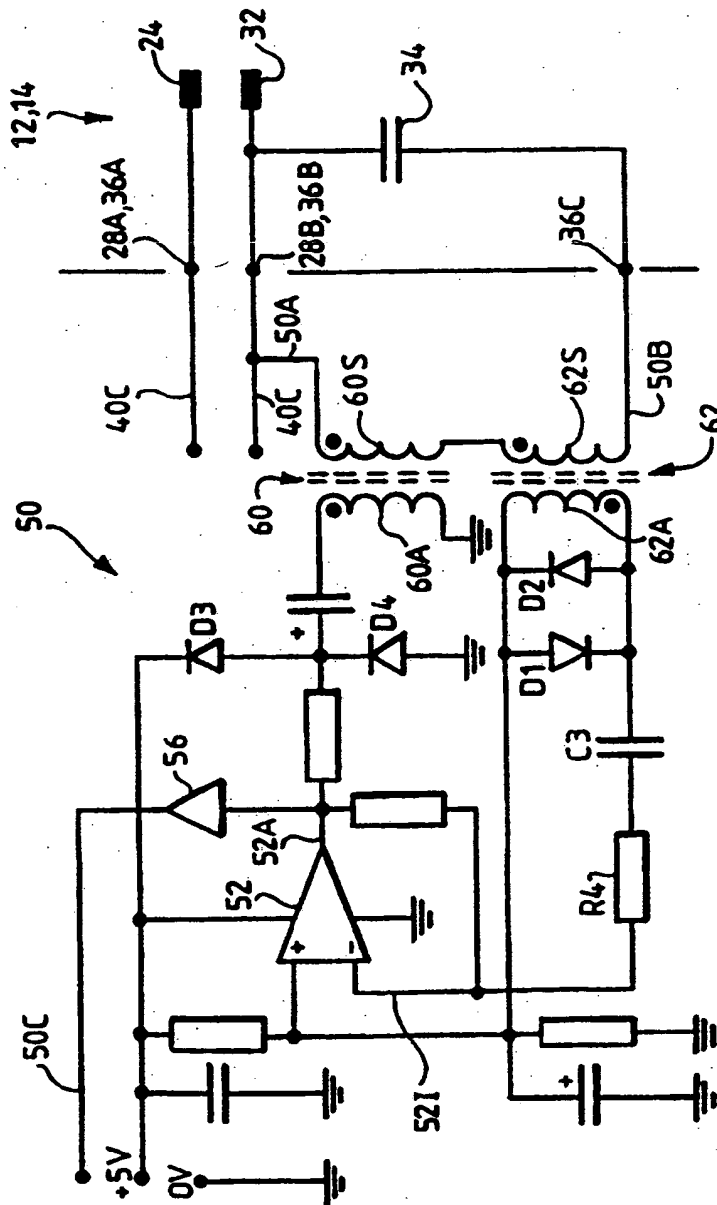 12,14
24
32
34
28A,36A
28B,36B
36C
40C
40C
50A
50B
60S
62S
60
62
60A
62A
50
D3
D4
D2
D1
C3
56
52A
52
+
-
+
+
R4
50C
+5V
0V
52I